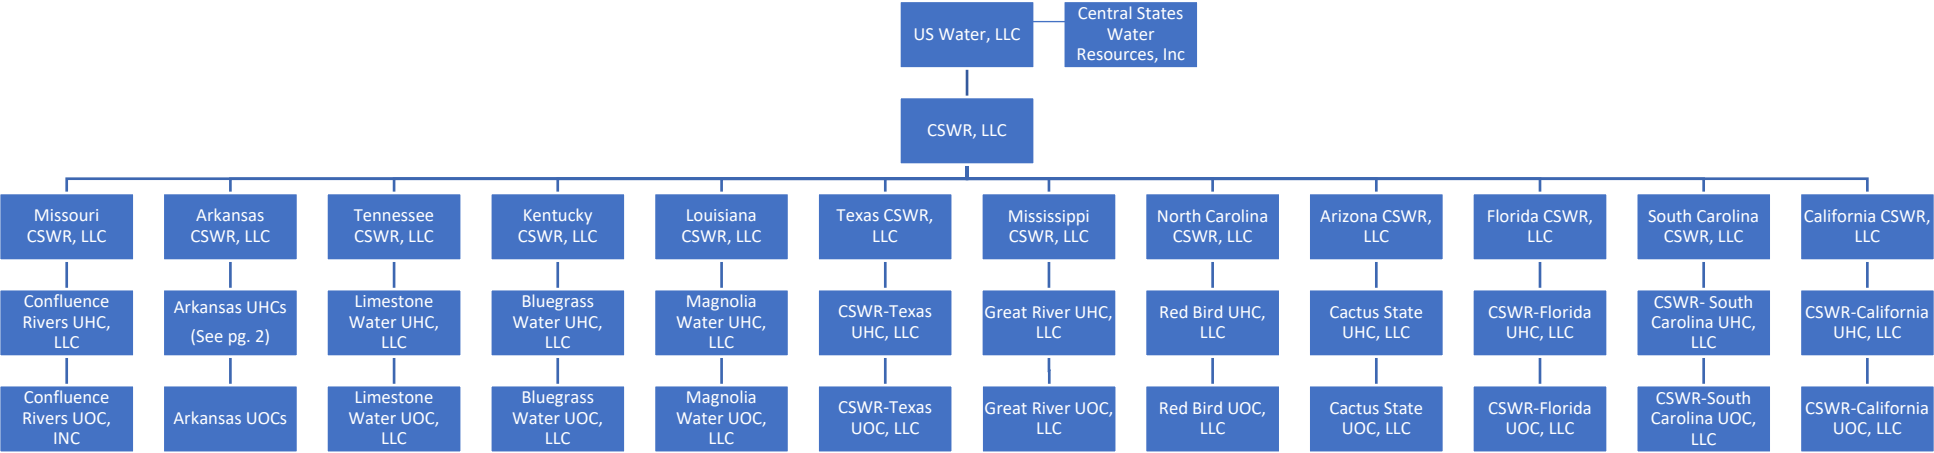 US Water, LLC
Central States
Water
Resources, Inc
CSWR, LLC
Missouri
CSWR, LLC
Arkansas
CSWR, LLC
Tennessee
CSWR, LLC
Kentucky
CSWR, LLC
Louisiana
CSWR, LLC
Texas CSWR,
LLC
Mississippi
CSWR, LLC
North Carolina
CSWR, LLC
Arizona CSWR,
LLC
Florida CSWR,
LLC
South Carolina
CSWR, LLC
California CSWR,
LLC
Confluence
Rivers UHC,
LLC
Arkansas UHCs
(See pg. 2)
Limestone
Water UHC,
LLC
Bluegrass
Water UHC,
LLC
Magnolia
Water UHC,
LLC
CSWR-Texas
UHC, LLC
Great River UHC,
LLC
Red Bird UHC,
LLC
Cactus State
UHC, LLC
CSWR-Florida
UHC, LLC
CSWR- South
Carolina UHC,
LLC
CSWR-California
UHC, LLC
Confluence
Rivers UOC,
INC
Arkansas UOCs
Limestone
Water UOC,
LLC
Bluegrass
Water UOC,
LLC
Magnolia
Water UOC,
LLC
CSWR-Texas
UOC, LLC
Great River UOC,
LLC
Red Bird UOC,
LLC
Cactus State
UOC, LLC
CSWR-Florida
UOC, LLC
CSWR-South
Carolina UOC,
LLC
CSWR-California
UOC, LLC